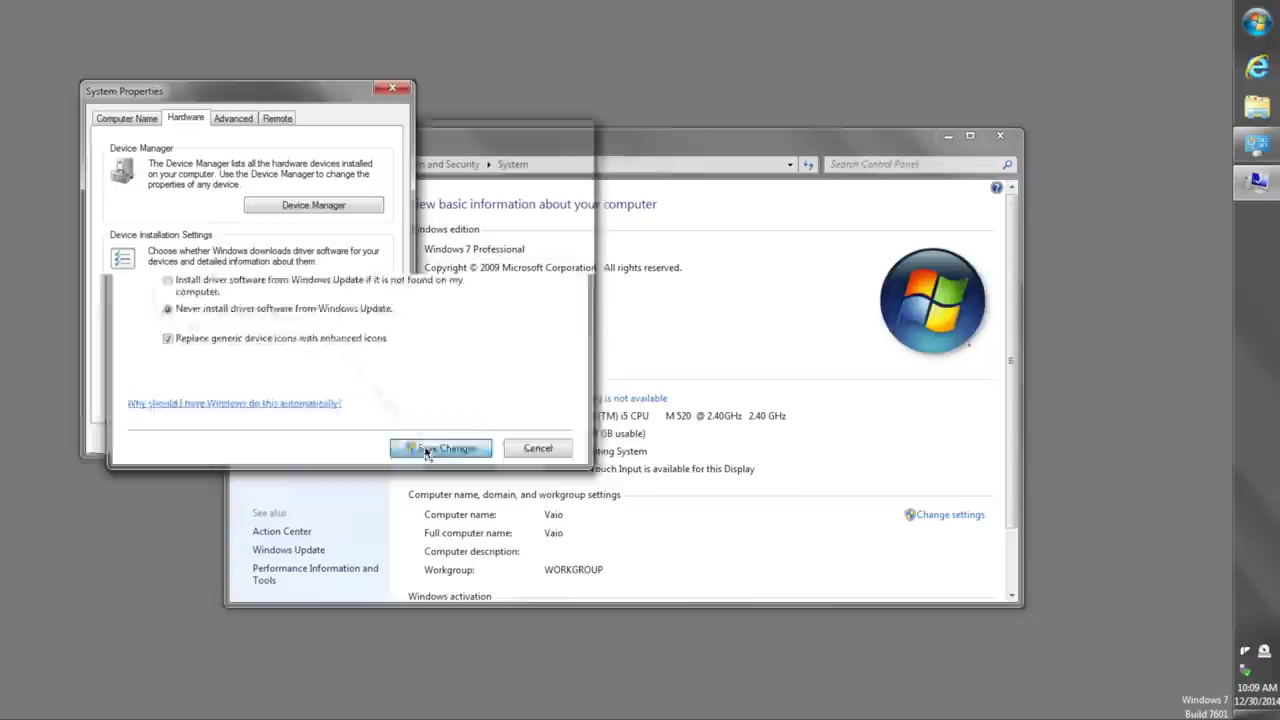 System Properties
Computer Name Hardware Advanced Remote
Device Manager
The Device Manager lists all the hardware devices installed
on your computer. Use the Device Manager to change the
properties of any device.
Device Manager
Device Installation Settings
Choose whether Windows downloads driver software for your
devices and detailed information about them.
Install driver software from Windows Update if it is not found on my
computer.
Never install driver software from Windows Update.
Replace generic device icons with enhanced icons
Why should I have Windows do this automatically?
Save Changes Cancel
and Security ▸ System
Search Control Panel
iew basic information about your computer
indows edition
Windows 7 Professional
Copyright © 2009 Microsoft Corporation. All rights reserved.
is not available
(TM) i5 CPU M 520 @ 2.40GHz 2.40 GHz
GB usable)
ting System
Touch Input is available for this Display
Computer name, domain, and workgroup settings
Computer name: Vaio
Change settings
Full computer name: Vaio
Computer description:
Workgroup: WORKGROUP
Windows activation
See also
Action Center
Windows Update
Performance Information and
Tools
10:09 AM
12/30/2014
Windows 7
Build 7601